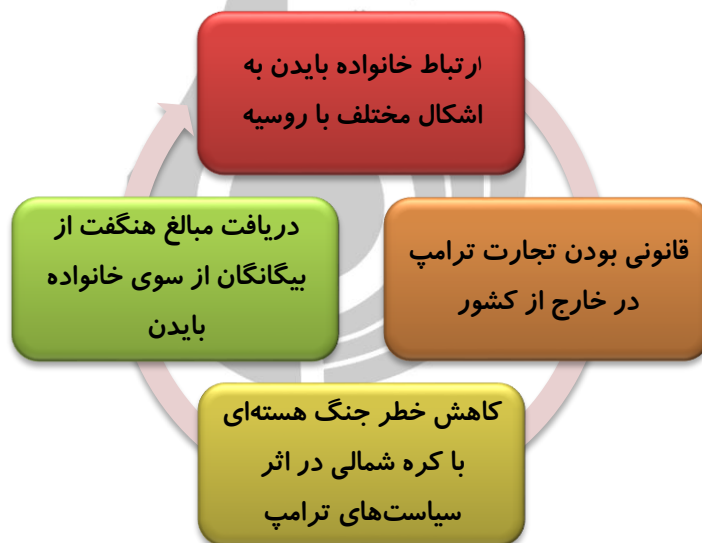 ارتباط خانواده بایدن به
اشکال مختلف با روسیه
قانونی بودن تجارت ترامپ
در خارج از کشور
کاهش خطر جنگ هسته‌ای
با کره شمالی در اثر
سیاست‌های ترامپ
دریافت مبالغ هنگفت از
بیگانگان از سوی خانواده
بایدن